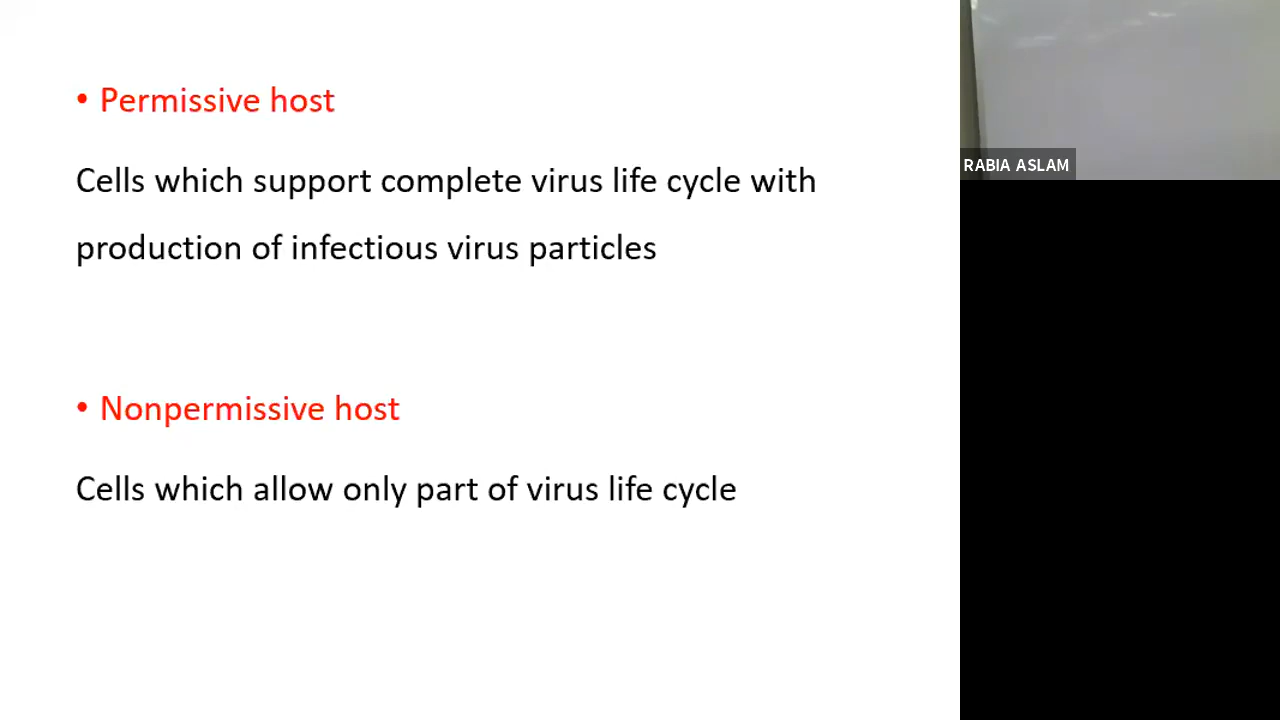 • Permissive host
Cells which support complete virus life cycle with
production of infectious virus particles
• Nonpermissive host
Cells which allow only part of virus life cycle
RABIA ASLAM